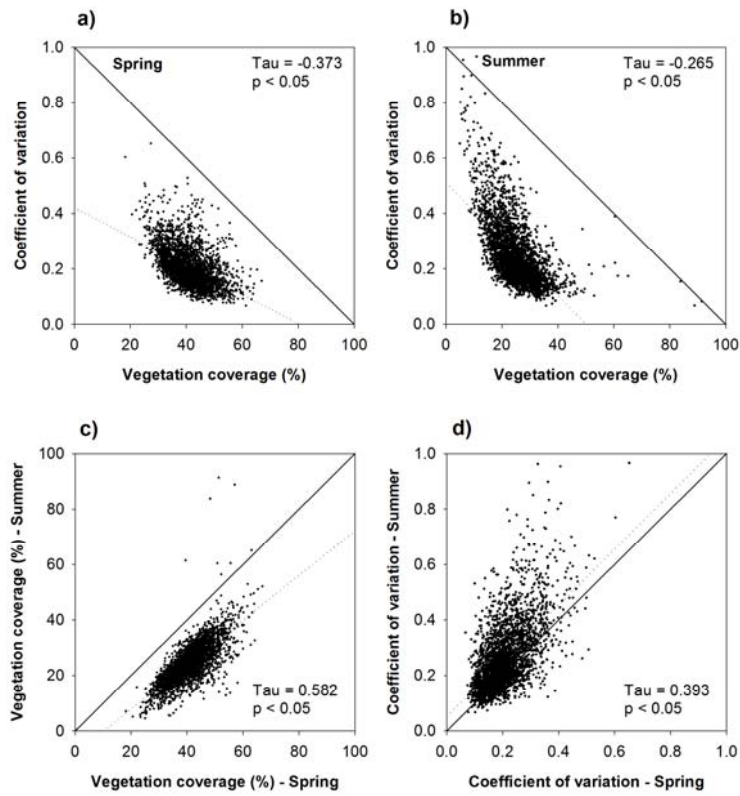 a)
Spring
Tau = -0.373
p < 0.05
1.0
0.8
0.6
0.4
0.2
0.0
Coefficient of variation
0
20
40
60
80
100
Vegetation coverage (%)
b)
Summer
Tau = -0.265
p < 0.05
1.0
0.8
0.6
0.4
0.2
0.0
Coefficient of variation
0
20
40
60
80
100
Vegetation coverage (%)
c)
100
80
60
40
20
0
Vegetation coverage (%) - Summer
Tau = 0.582
p < 0.05
0
20
40
60
80
100
Vegetation coverage (%) - Spring
d)
1.0
0.8
0.6
0.4
0.2
0.0
Coefficient of variation - Summer
Tau = 0.393
p < 0.05
0.0
0.2
0.4
0.6
0.8
1.0
Coefficient of variation - Spring